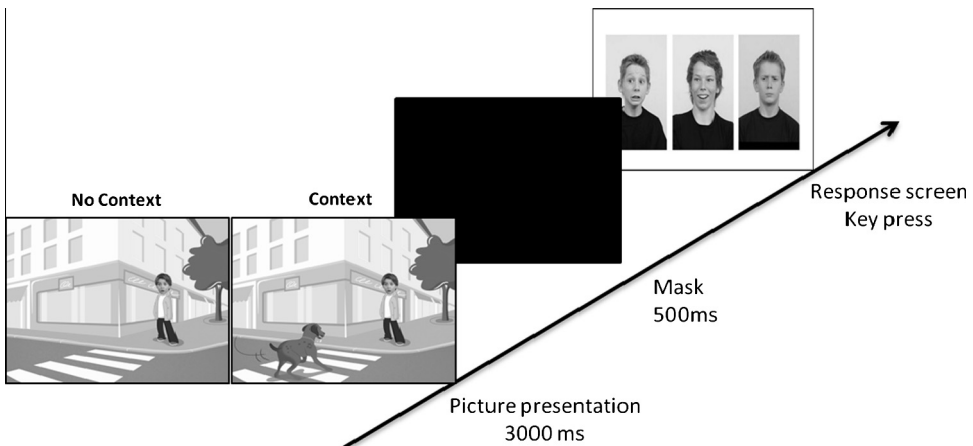 No Context
Context
Response screen
Key press
Mask
500ms
Picture presentation
3000 ms